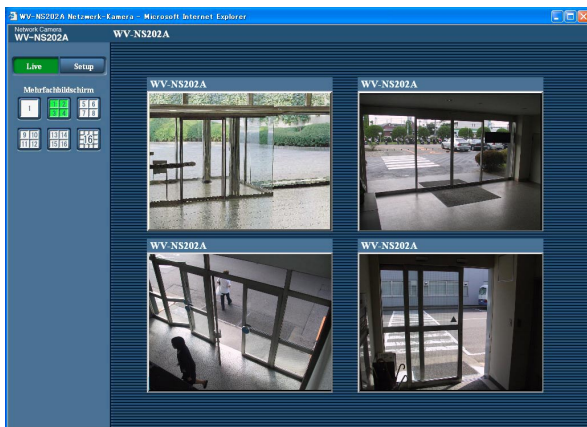 WV-NS202A Netzwerk-Kamera - Microsoft Internet Explorer
Network Camera
WV-NS202A
WV-NS202A
Live
Setup
Mehrfachbildschirm
1
1 2
3 4
5 6
7 8
9 10
11 12
13 14
15 16
16
WV-NS202A
WV-NS202A
WV-NS202A
WV-NS202A